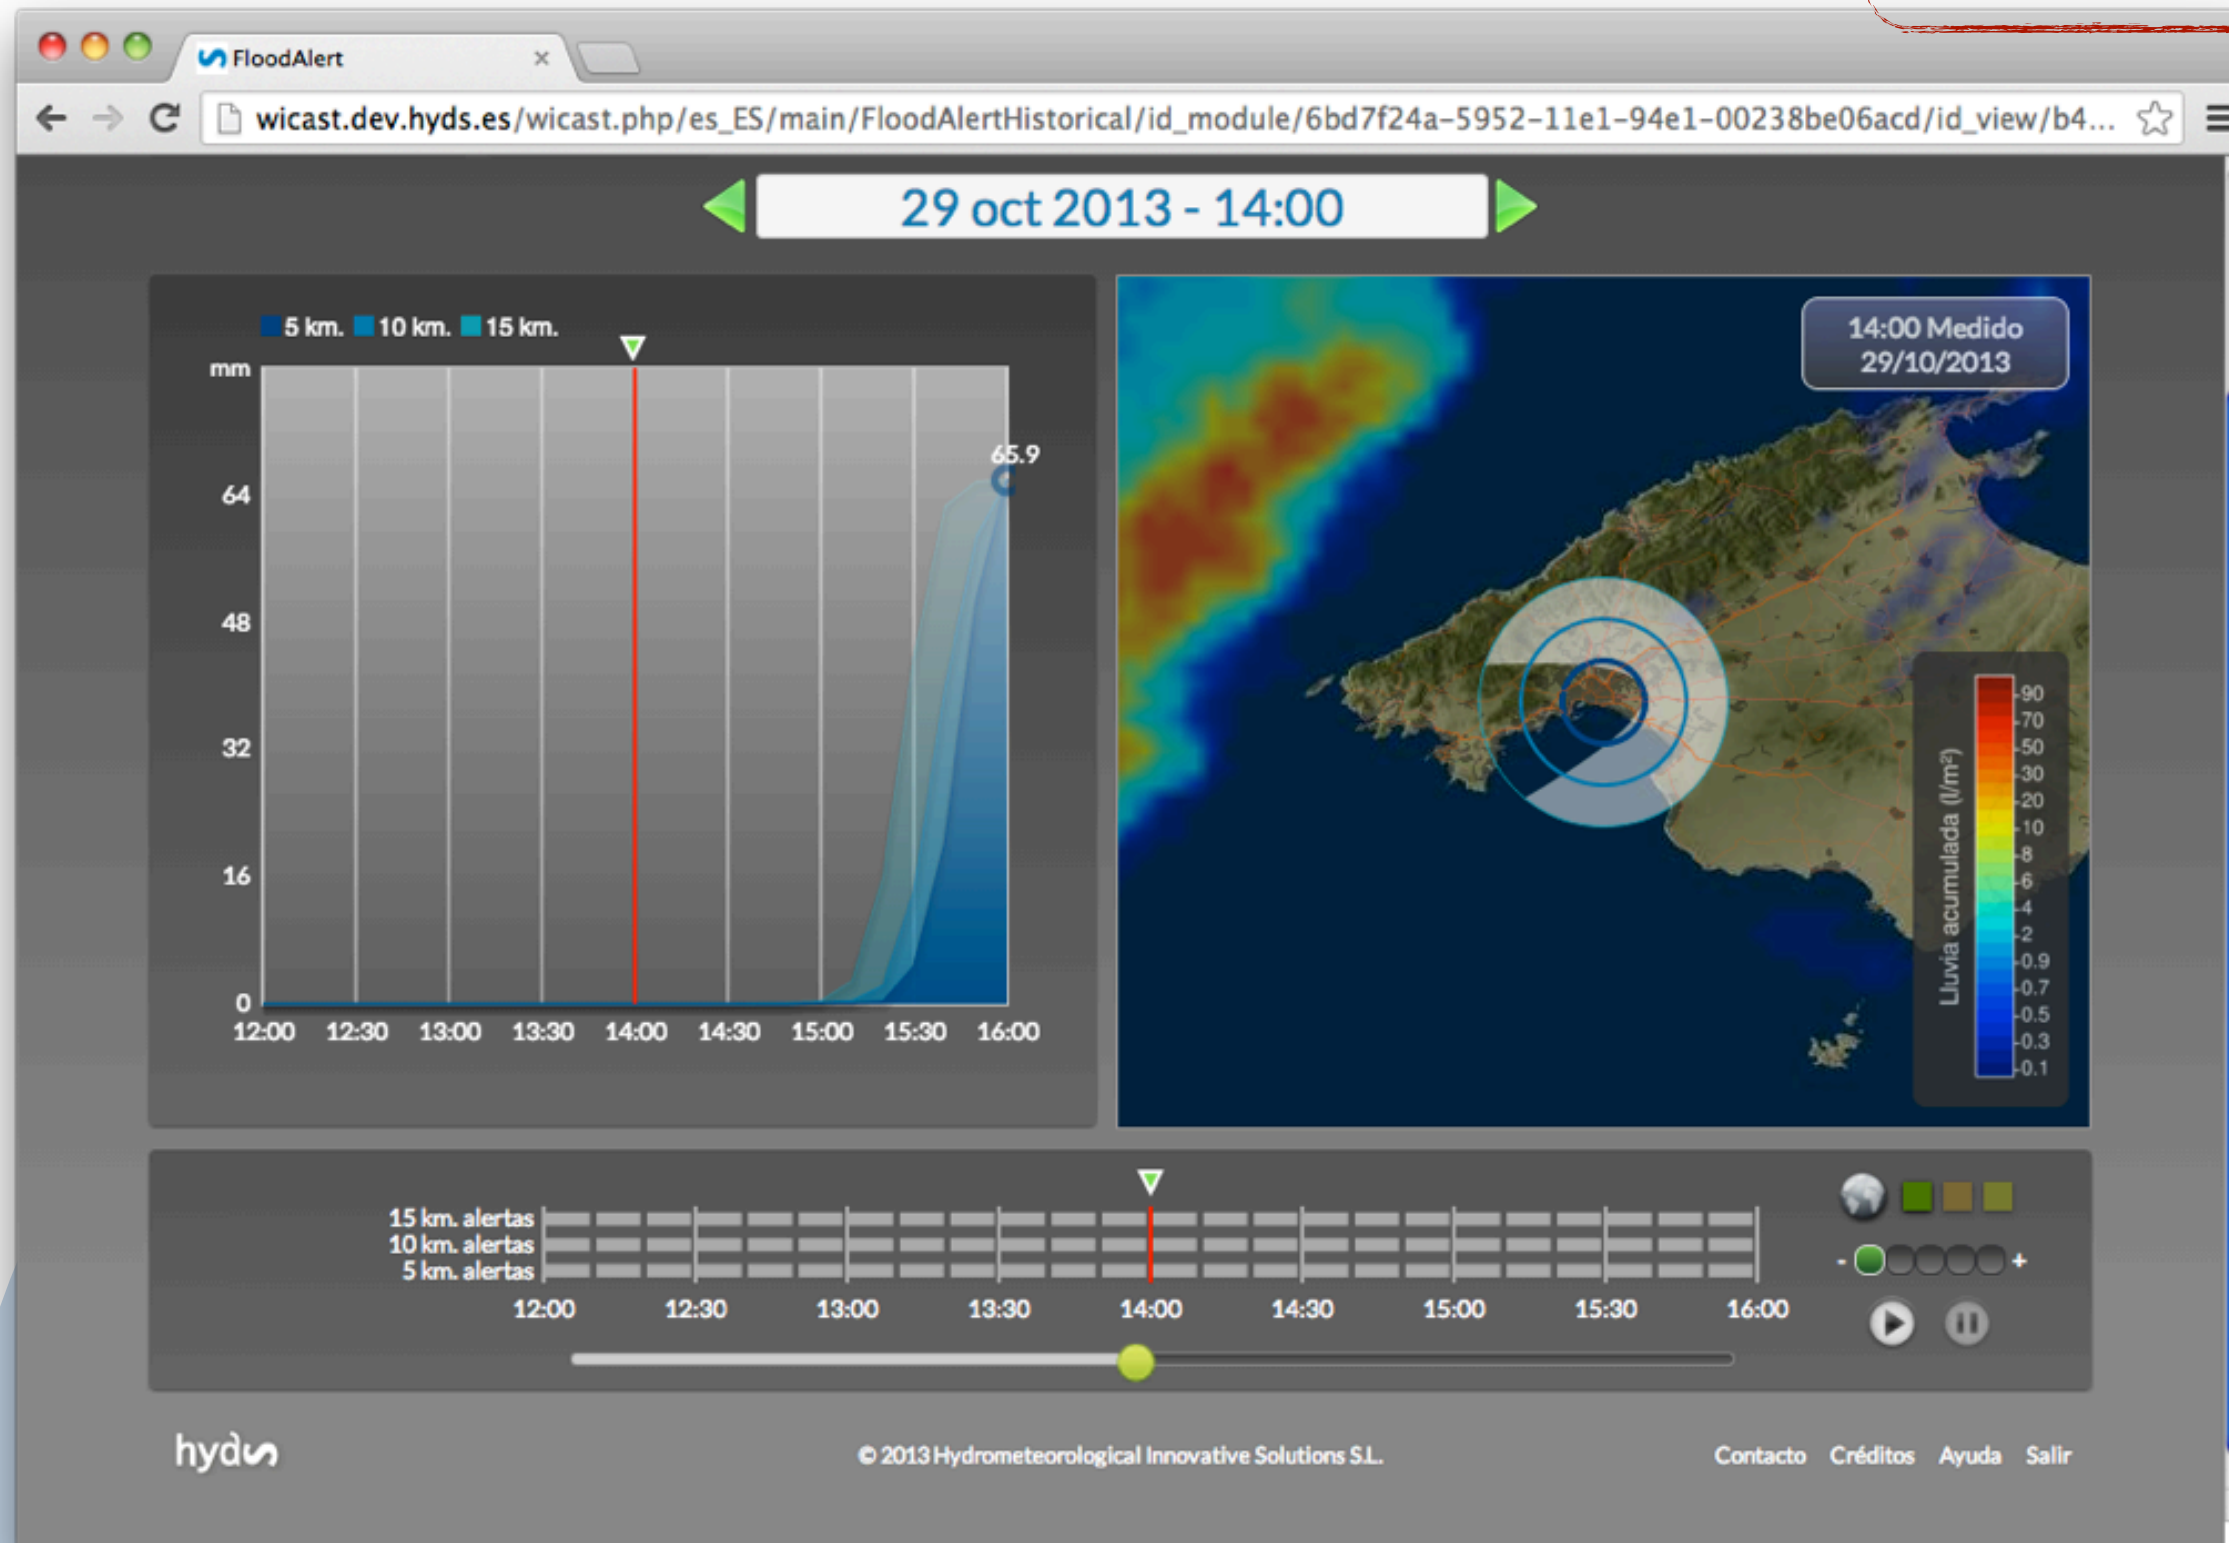 FloodAlert
wicast.dev.hyds.es/wicast.php/es_ES/main/FloodAlertHistorical/id_module/6bd7f24a-5952-11e1-94e1-00238be06acd/id_view/b4...
29 oct 2013 - 14:00
5 km. 10 km. 15 km.
mm
65.9
64
48
32
16
0
12:00 12:30 13:00 13:30 14:00 14:30 15:00 15:30 16:00
14:00 Medido
29/10/2013
Lluvia acumulada (l/m²)
90
70
50
30
20
10
8
6
4
2
0.9
0.7
0.5
0.3
0.1
15 km. alertas
10 km. alertas
5 km. alertas
- +
12:00 12:30 13:00 13:30 14:00 14:30 15:00 15:30 16:00
hyds
© 2013 Hydrometeorological Innovative Solutions S.L.
Contacto Créditos Ayuda Salir